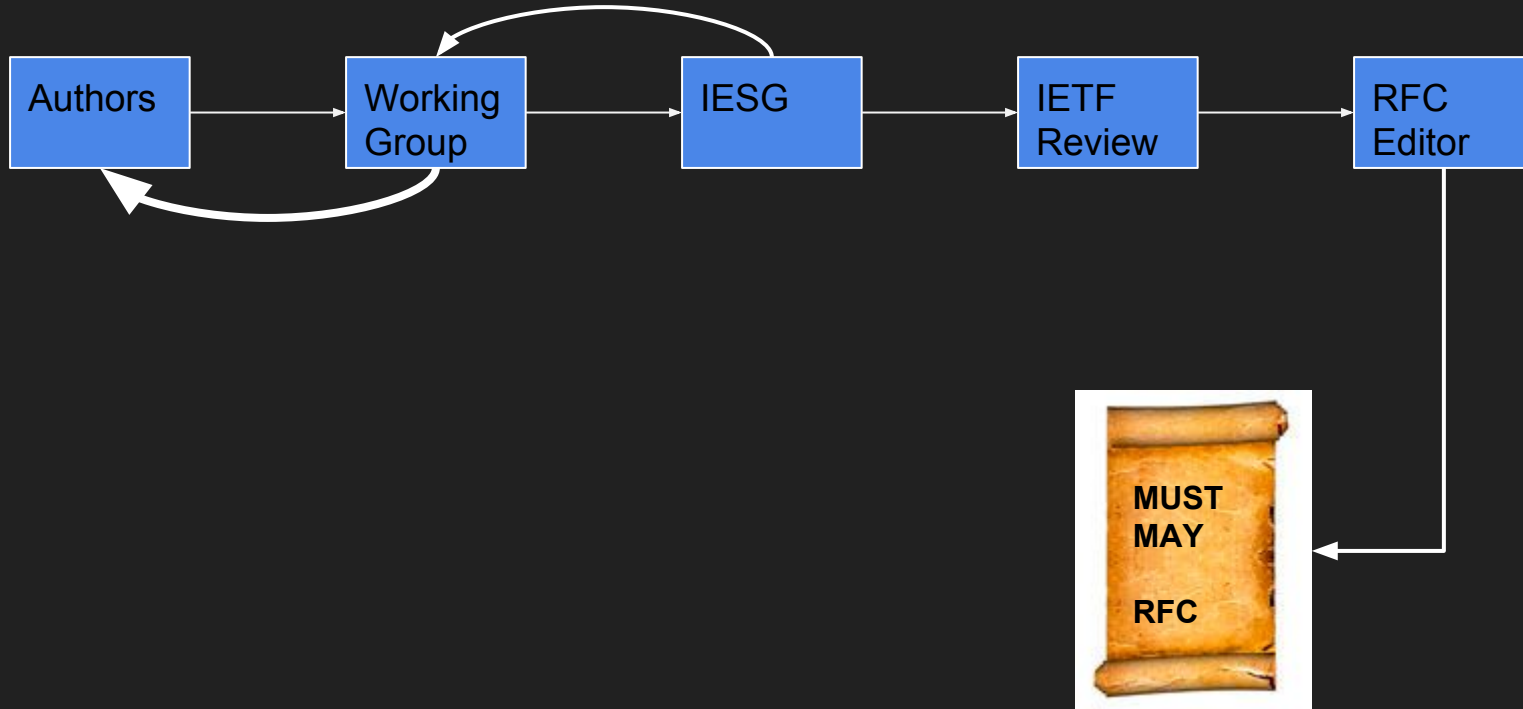 Authors
Working
Group
IESG
IETF
Review
RFC
Editor
MUST
MAY
RFC